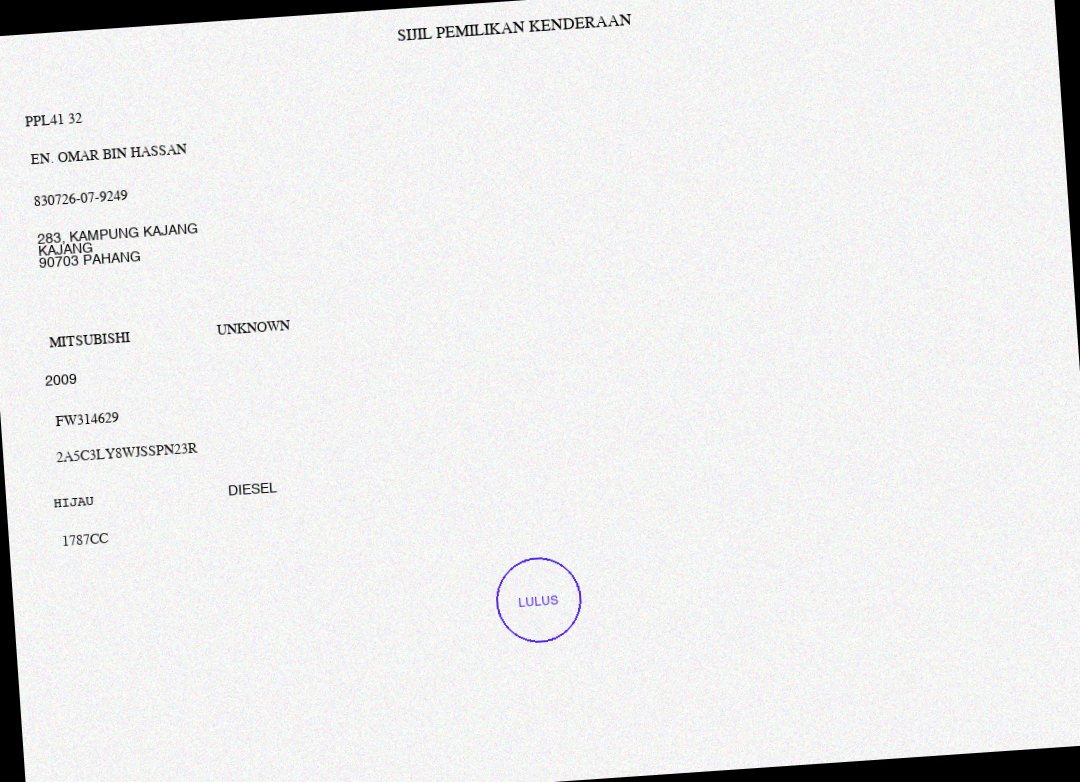 SIJIL PEMILIKAN KENDERAAN
PPL41 32
EN. OMAR BIN HASSAN
830726-07-9249
283, KAMPUNG KAJANG
KAJANG
90703 PAHANG
MITSUBISHI UNKNOWN
2009
FW314629
2A5C3LY8WJSSPN23R
HIJAU DIESEL
1787CC
LULUS